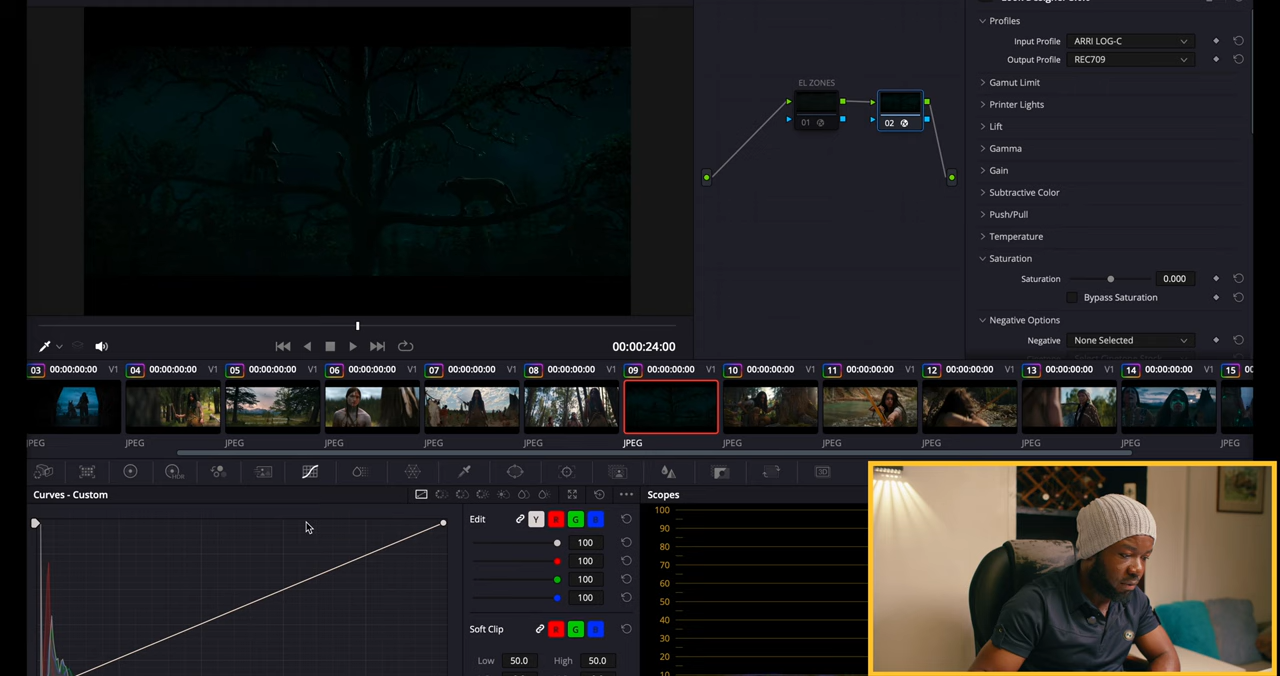 Profiles
Input Profile ARRI LOG-C
Output Profile REC709
Gamut Limit
Printer Lights
Lift
Gamma
Gain
Subtractive Color
Push/Pull
Temperature
Saturation
Saturation 0.000
Bypass Saturation
Negative Options
Negative None Selected
EL ZONES
01 02
00:00:24:00
03 00:00:00:00 V1 04 00:00:00:00 V1 05 00:00:00:00 V1 06 00:00:00:00 V1 07 00:00:00:00 V1 08 00:00:00:00 V1 09 00:00:00:00 V1 10 00:00:00:00 V1 11 00:00:00:00 V1 12 00:00:00:00 V1 13 00:00:00:00 V1 14 00:00:00:00 V1 15 00
JPEG JPEG JPEG JPEG JPEG JPEG JPEG JPEG JPEG JPEG JPEG JPEG JPEG
HDR 3D
Curves - Custom
Edit Y R G B
100
100
100
100
Soft Clip R G B
Low 50.0 High 50.0
Scopes
100
90
80
70
60
50
40
30
20
10